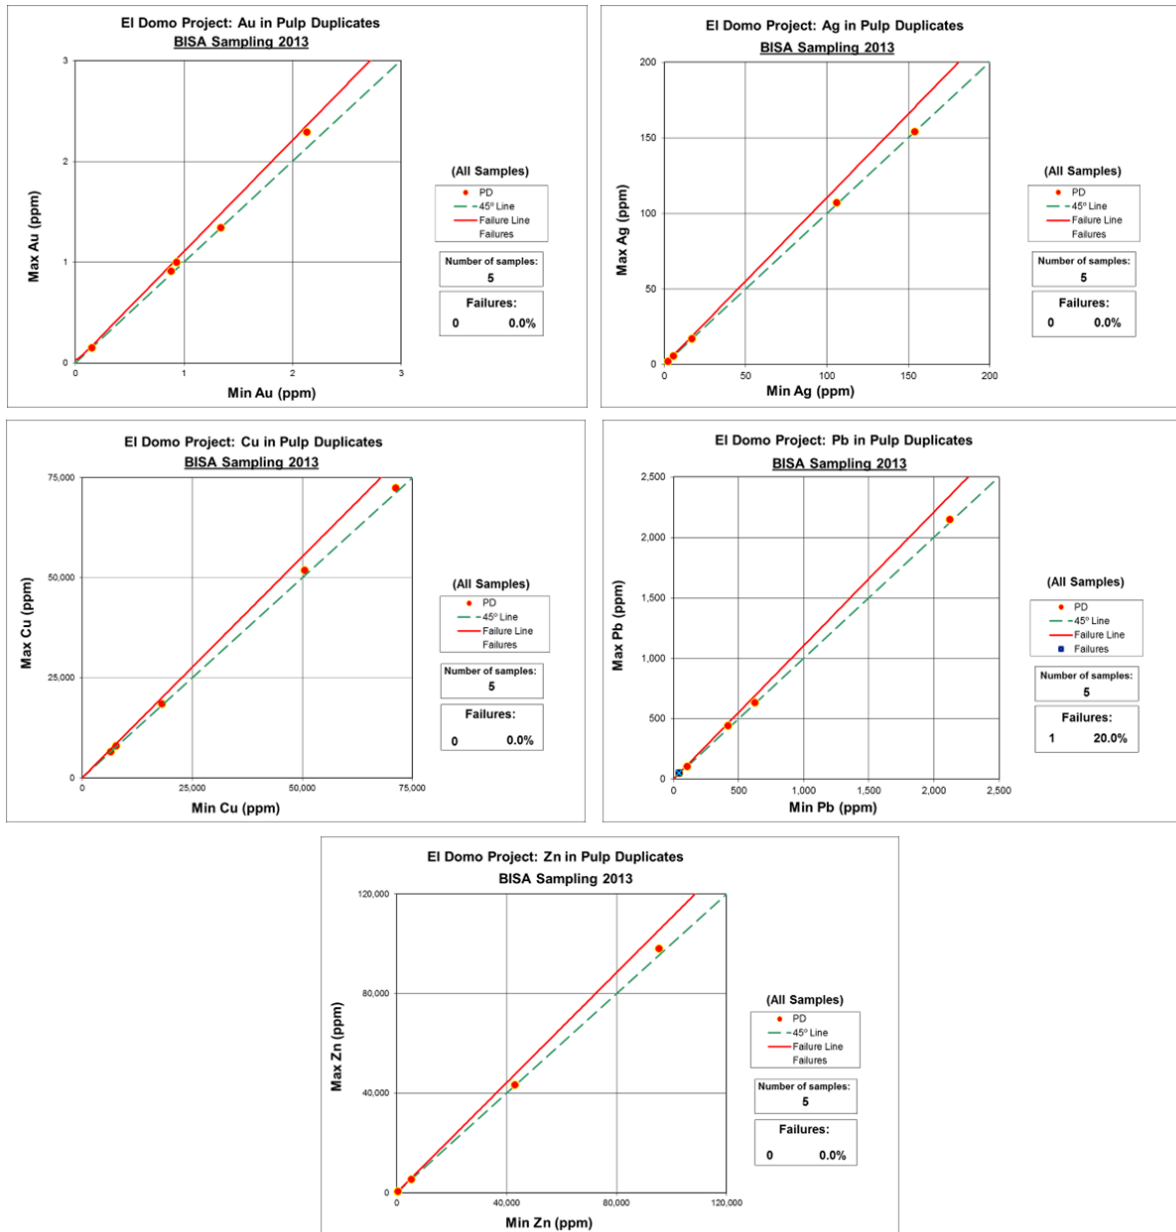 El Domo Project: Au in Pulp Duplicates
BISA Sampling 2013
3
2
1
0
0
1
2
3
Max Au (ppm)
Min Au (ppm)
(All Samples)
PD
45º Line
Failure Line
Failures
Number of samples:
5
Failures:
0 0.0%
El Domo Project: Ag in Pulp Duplicates
BISA Sampling 2013
200
150
100
50
0
0
50
100
150
200
Max Ag (ppm)
Min Ag (ppm)
(All Samples)
PD
45º Line
Failure Line
Failures
Number of samples:
5
Failures:
0 0.0%
El Domo Project: Cu in Pulp Duplicates
BISA Sampling 2013
75,000
50,000
25,000
0
0
25,000
50,000
75,000
Max Cu (ppm)
Min Cu (ppm)
(All Samples)
PD
45º Line
Failure Line
Failures
Number of samples:
5
Failures:
0 0.0%
El Domo Project: Pb in Pulp Duplicates
BISA Sampling 2013
2,500
2,000
1,500
1,000
500
0
0
500
1,000
1,500
2,000
2,500
Max Pb (ppm)
Min Pb (ppm)
(All Samples)
PD
45º Line
Failure Line
Failures
Number of samples:
5
Failures:
1 20.0%
El Domo Project: Zn in Pulp Duplicates
BISA Sampling 2013
120,000
80,000
40,000
0
0
40,000
80,000
120,000
Max Zn (ppm)
Min Zn (ppm)
(All Samples)
PD
45º Line
Failure Line
Failures
Number of samples:
5
Failures:
0 0.0%